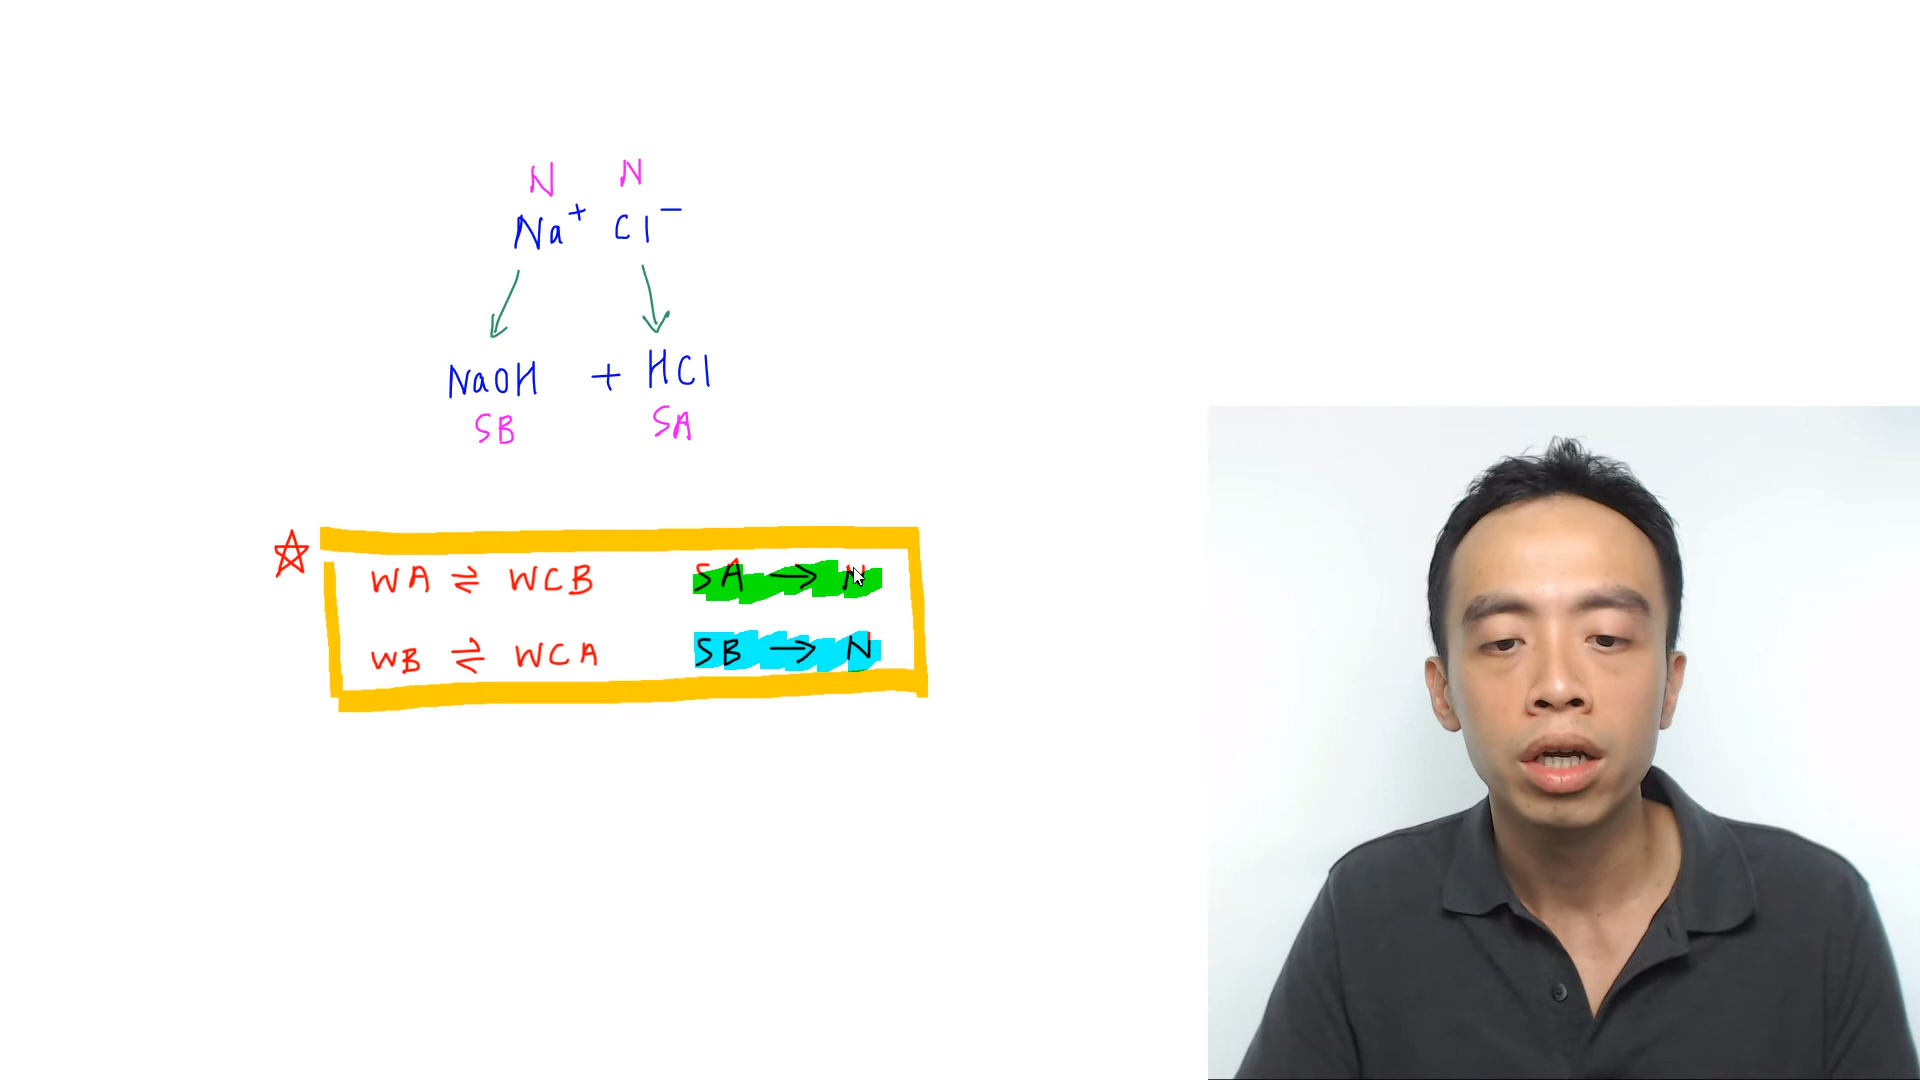 N N
Na⁺ Cl⁻
NaOH + HCl
SB SA
WA ⇌ WCB SA → N
WB ⇌ WCA SB → N